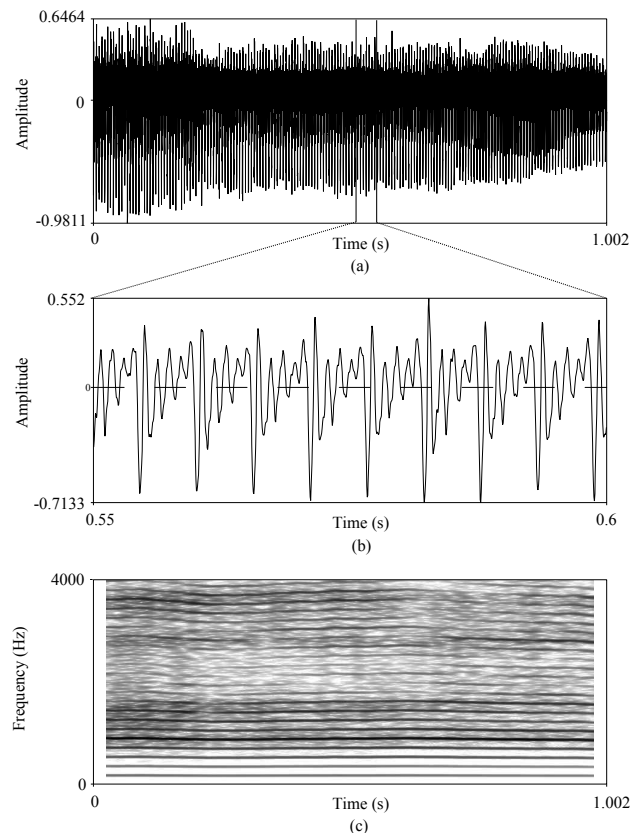 0.6464
Amplitude
0
-0.9811
0
Time (s)
1.002
(a)
0.552
Amplitude
0
-0.7133
0.55
Time (s)
0.6
(b)
4000
Frequency (Hz)
0
0
Time (s)
1.002
(c)